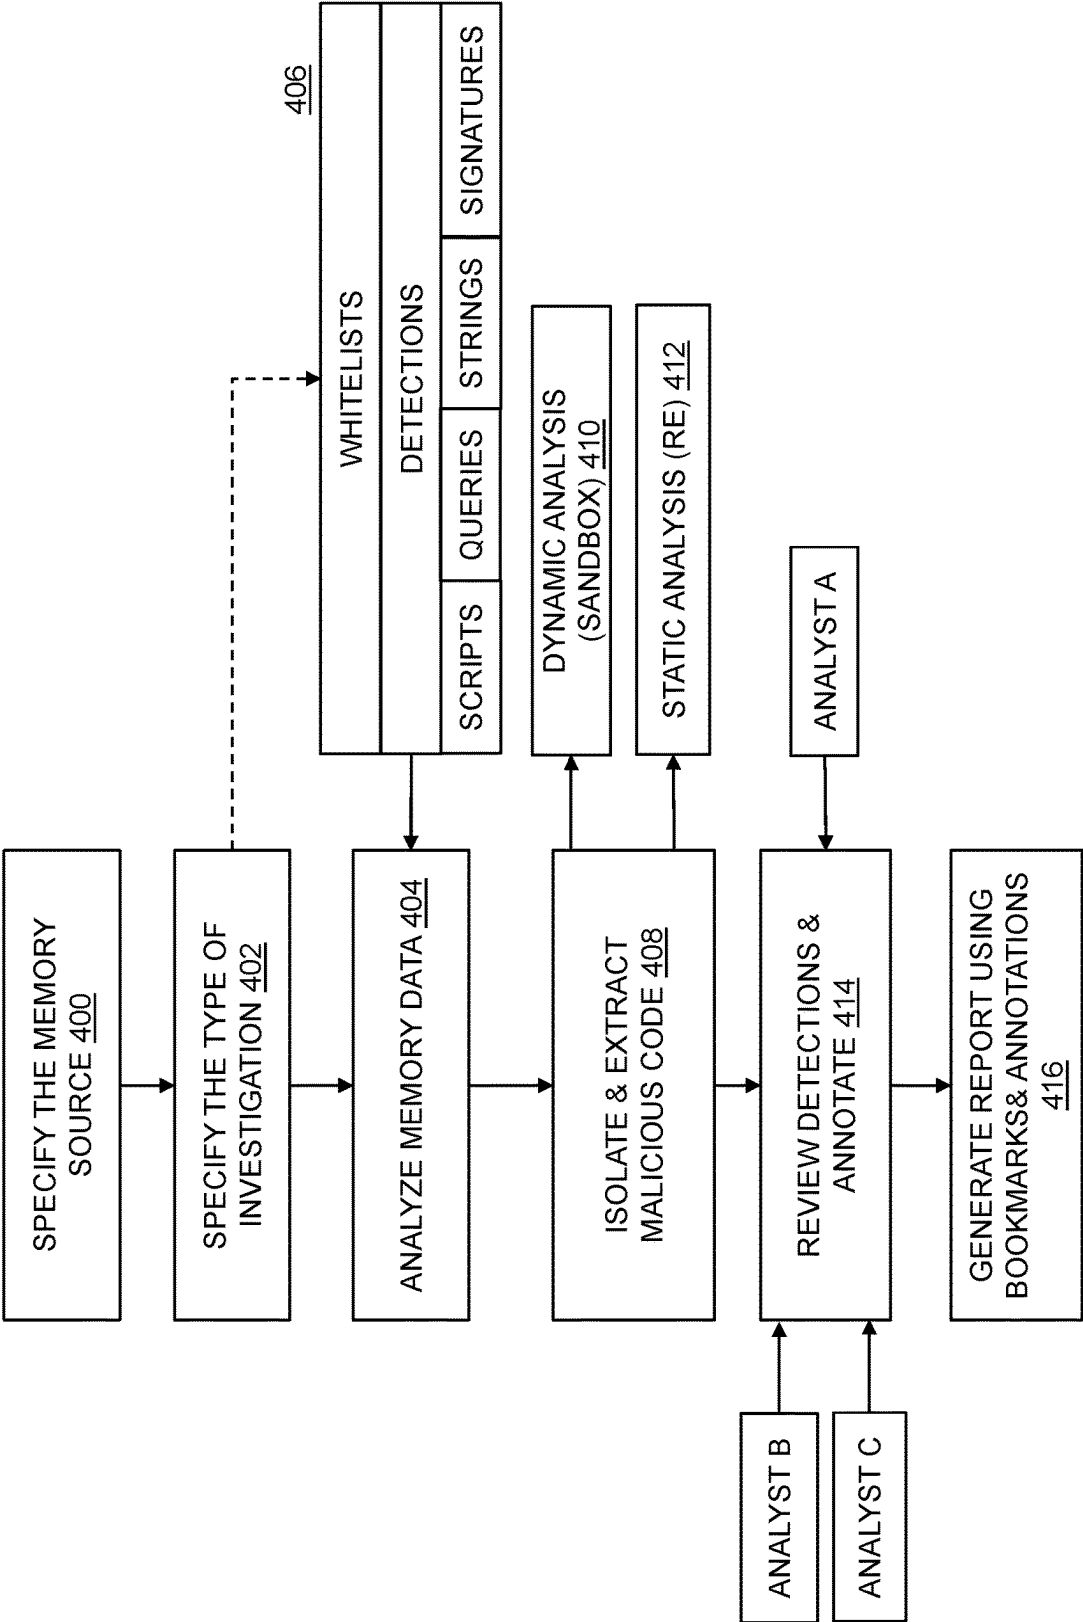 SPECIFY THE MEMORY
SOURCE 400
SPECIFY THE TYPE OF
INVESTIGATION 402
ANALYZE MEMORY DATA 404
406
WHITELISTS
DETECTIONS
SCRIPTS
QUERIES
STRINGS
SIGNATURES
ISOLATE & EXTRACT
MALICIOUS CODE 408
DYNAMIC ANALYSIS
(SANDBOX) 410
STATIC ANALYSIS (RE) 412
ANALYST B
ANALYST C
REVIEW DETECTIONS &
ANNOTATE 414
ANALYST A
GENERATE REPORT USING
BOOKMARKS& ANNOTATIONS
416